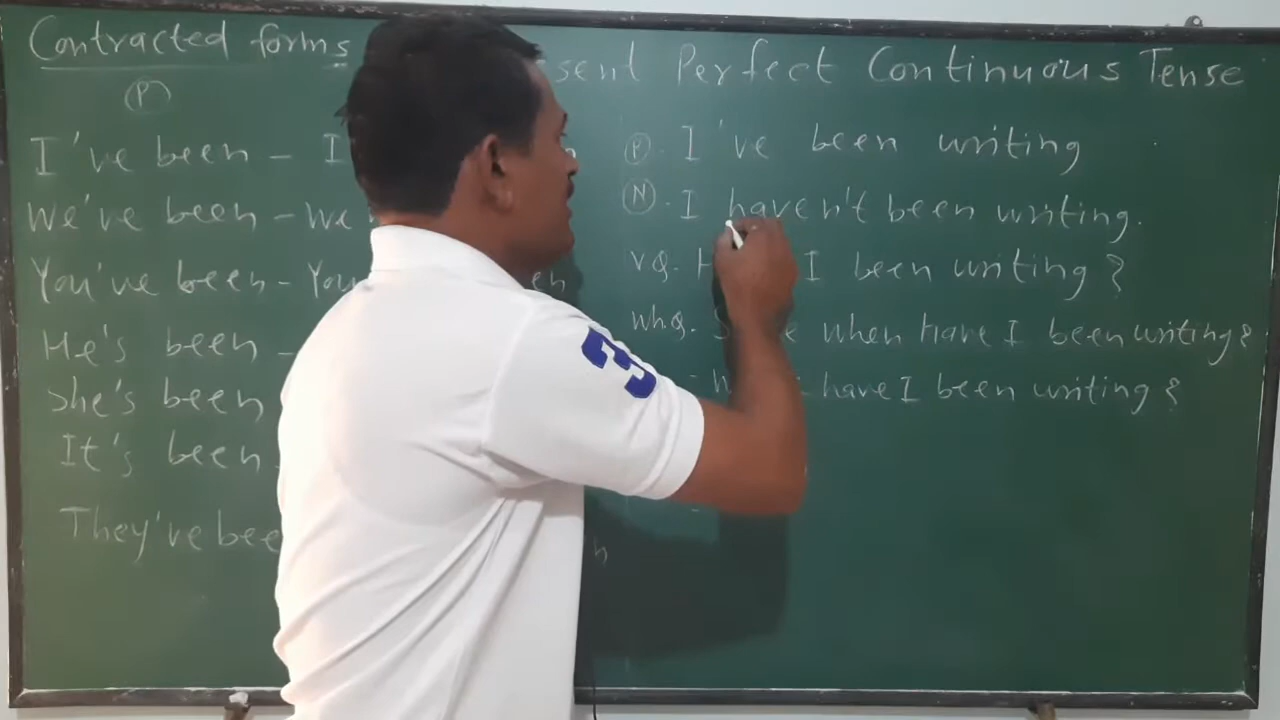 Contracted forms
(P)
I've been - I
We've been - We
You've been - You
He's been -
She's been
It's been
They've bee
sent Perfect Continuous Tense
(P). I've been writing
(N). I haven't been writing.
VQ. I been writing?
Wh.Q. when have I been writing?
have I been writing?
3